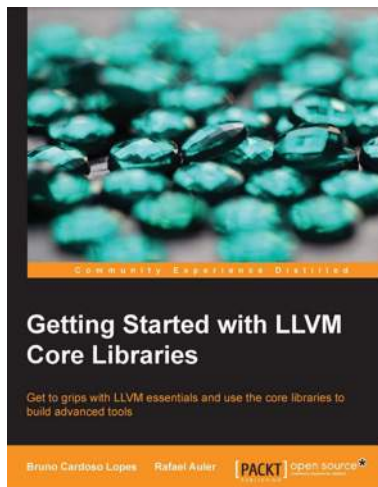 Community Experience Distilled
Getting Started with LLVM
Core Libraries
Get to grips with LLVM essentials and use the core libraries to
build advanced tools
Bruno Cardoso Lopes Rafael Auler [PACKT] open source*
PUBLISHING